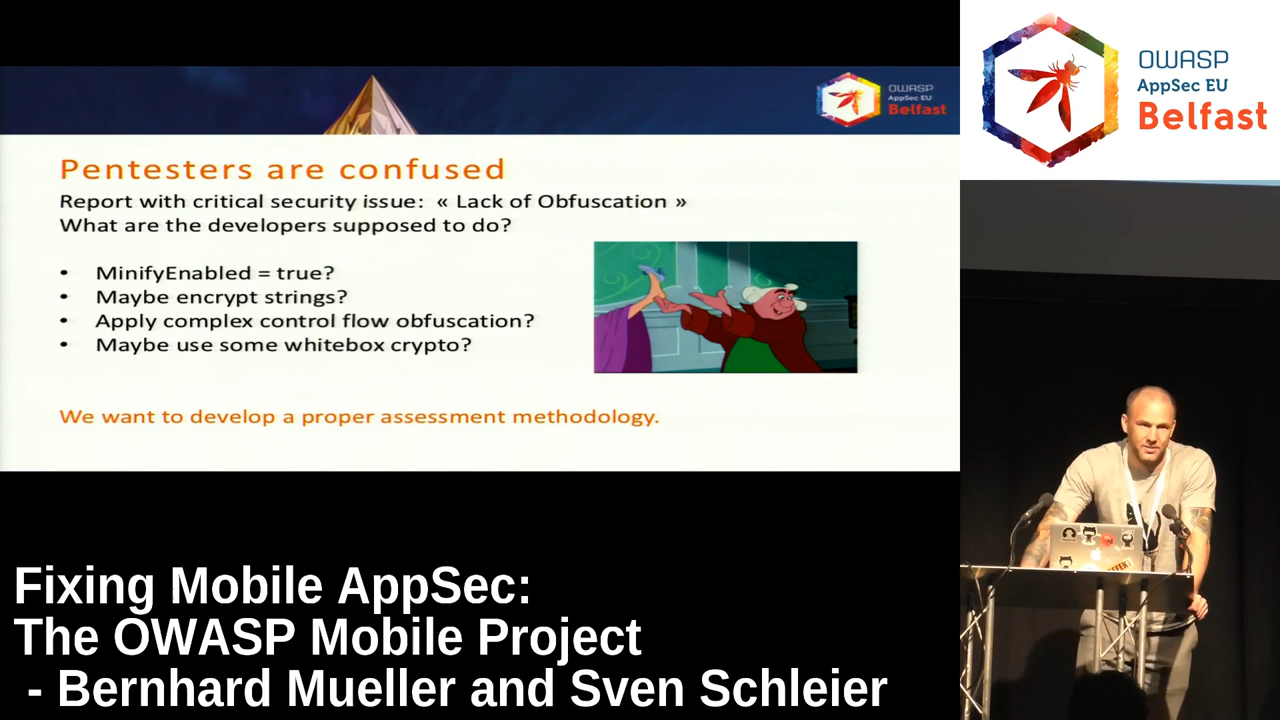 OWASP
AppSec EU
Belfast
Pentesters are confused
Report with critical security issue: « Lack of Obfuscation »
What are the developers supposed to do?
• MinifyEnabled = true?
• Maybe encrypt strings?
• Apply complex control flow obfuscation?
• Maybe use some whitebox crypto?
We want to develop a proper assessment methodology.
OWASP
AppSec EU
Belfast
Fixing Mobile AppSec:
The OWASP Mobile Project
- Bernhard Mueller and Sven Schleier